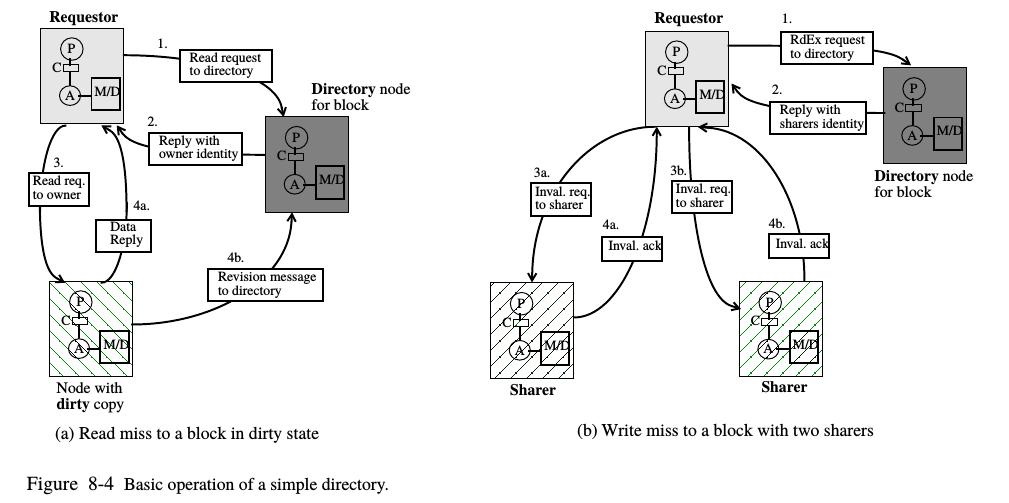 Requestor
P
C
A
M/D
1.
Read request
to directory
Directory node
for block
P
C
A
M/D
2.
Reply with
owner identity
3.
Read req.
to owner
4a.
Data
Reply
4b.
Revision message
to directory
P
C
A
M/D
Node with
dirty copy
(a) Read miss to a block in dirty state
Requestor
P
C
A
M/D
1.
RdEx request
to directory
P
C
A
M/D
Directory node
for block
2.
Reply with
sharers identity
3a.
Inval. req.
to sharer
3b.
Inval. req.
to sharer
4a.
Inval. ack
4b.
Inval. ack
P
C
A
M/D
Sharer
P
C
A
M/D
Sharer
(b) Write miss to a block with two sharers
Figure 8-4 Basic operation of a simple directory.